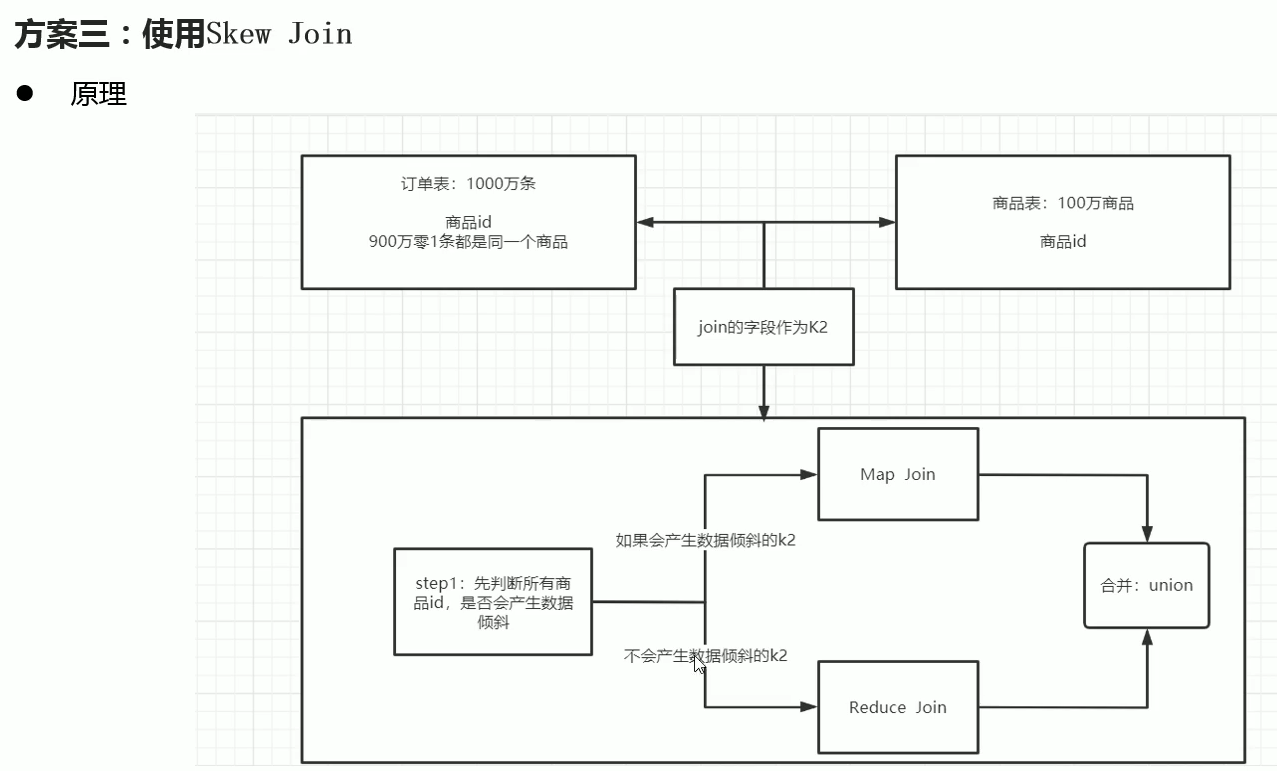 方案三：使用Skew Join
● 原理
订单表：1000万条
商品id
900万零1条都是同一个商品
商品表：100万商品
商品id
join的字段作为K2
Map Join
如果会产生数据倾斜的k2
step1：先判断所有商
品id，是否会产生数据
倾斜
合并：union
不会产生数据倾斜的k2
Reduce Join